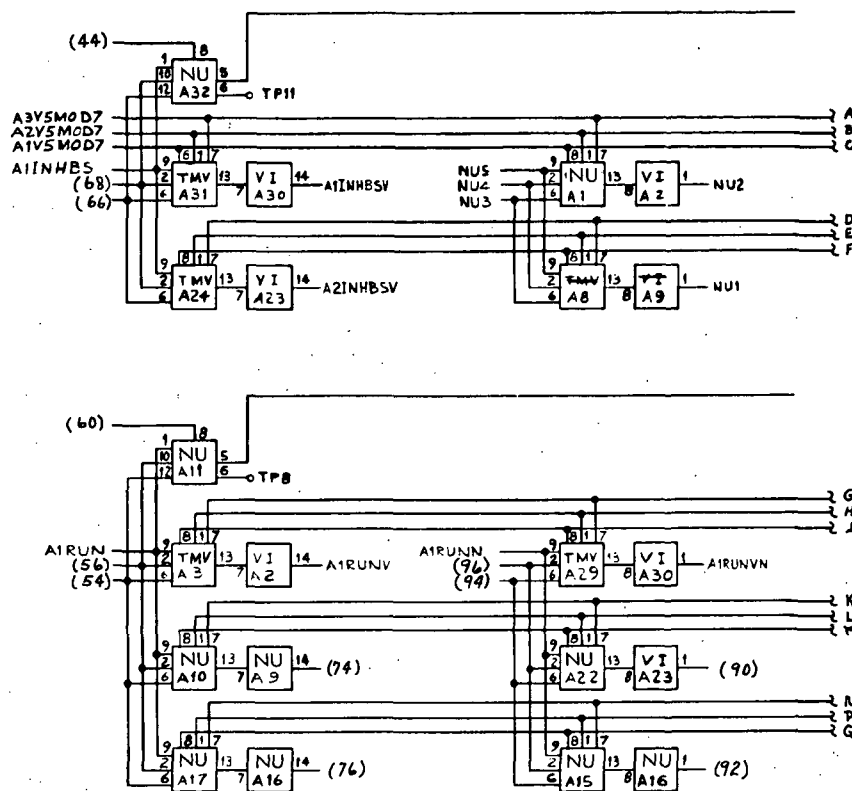 (44) 8
1
10 NU 5
12 A32 6 TP11
A3V5MOD7 A
A2V5MOD7 B
A1V5MOD7 C
6 1 7 8 1 7
A1INHBS 9 NU5 9
(68) 2 TMV 13 VI 14 A1INHBSV NU4 2 NU 13 VI 1 NU2
(66) 6 A31 7 A30 NU3 6 A1 8 A2
D
E
F
8 1 7 8 1 7
9 9
2 TMV 13 VI 14 A2INHBSV 2 TMV 13 VI 1 NU1
6 A24 7 A23 6 A8 8 A9
(60) 8
1
10 NU 5
12 A11 6 TP8
G
H
J
8 1 7 8 1 7
A1RUN 9 A1RUNN 9
(56) 2 TMV 13 VI 14 A1RUNV (96) 2 TMV 13 VI 1 A1RUNVN
(54) 6 A3 7 A2 (94) 6 A29 8 A30
K
L
8 1 7 8 1 7
9 9
2 NU 13 NU 14 (74) 2 NU 13 VI 1 (90)
6 A10 7 A9 6 A22 8 A23
P
8 1 7 8 1 7
9 9
2 NU 13 NU 14 (76) 2 NU 13 NU 1 (92)
6 A17 7 A16 6 A15 8 A16